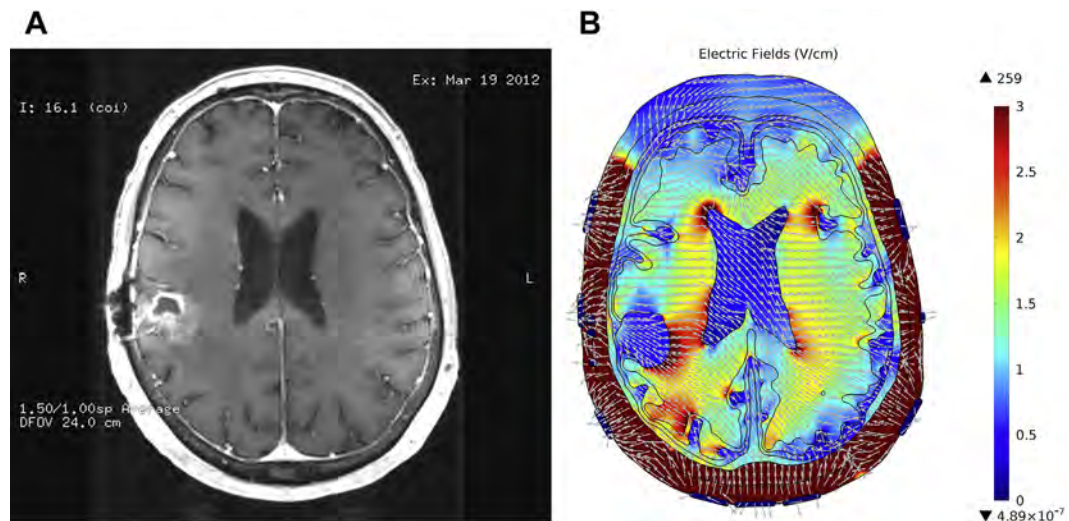 A
B
Electric Fields (V/cm)
Ex: Mar 19 2012
I: 16.1 (coi)
R
L
1.50/1.00sp Average
DFOV 24.0 cm
▲ 259
3
2.5
2
1.5
1
0.5
0
▼ 4.89×10⁻⁷